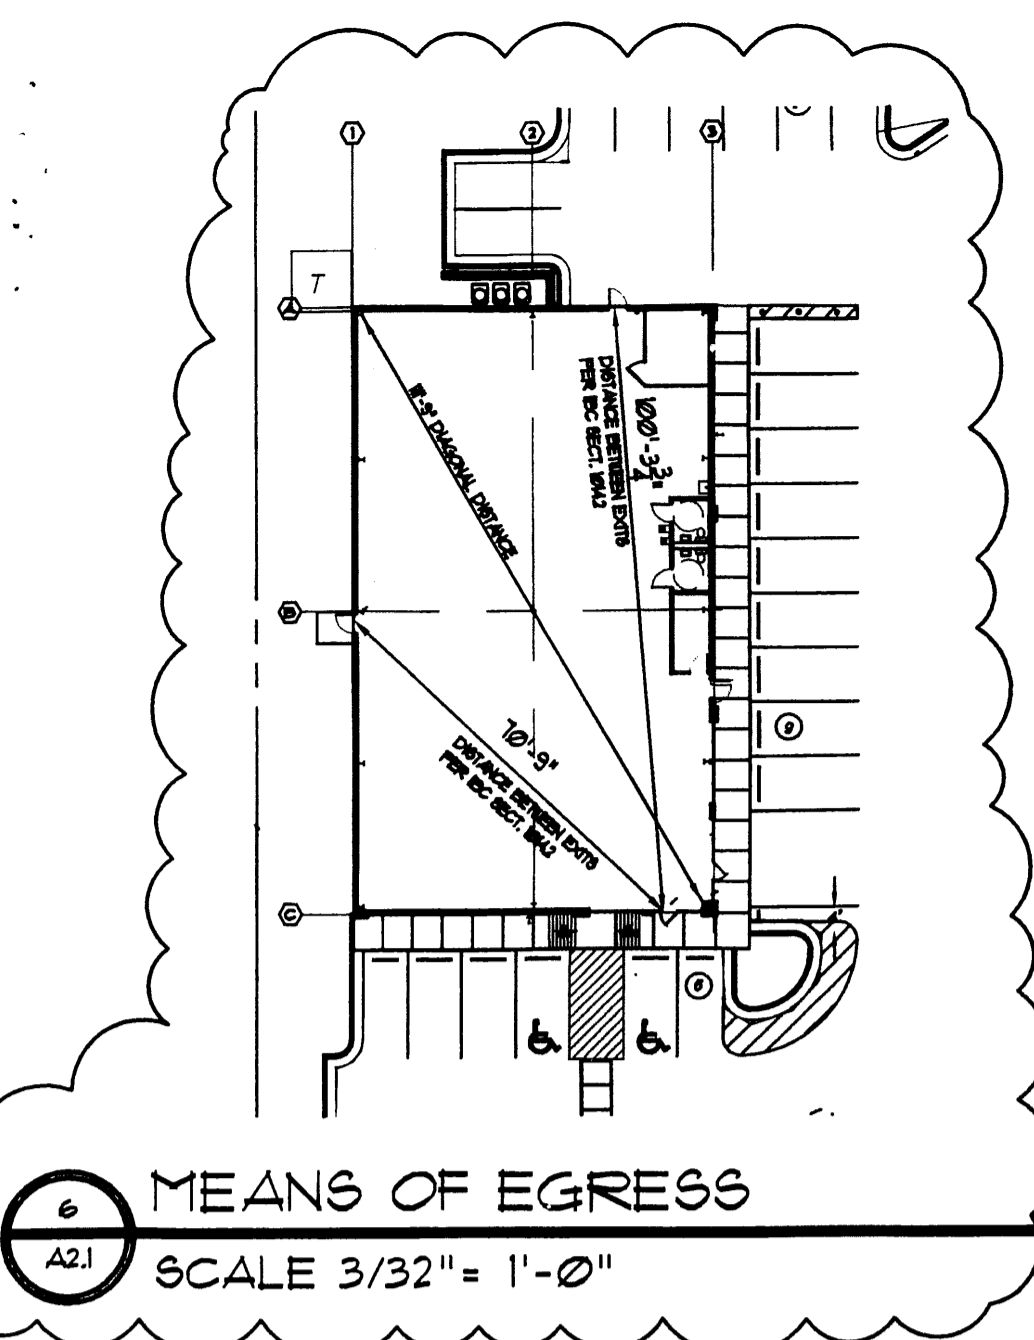 1
2
3
T
A
DISTANCE BETWEEN EXITS
PER IBC SECT.
100'-3 3/4"
DIAGONAL DISTANCE
B
70'-9"
DISTANCE BETWEEN EXITS
PER IBC SECT.
9
C
6
6
MEANS OF EGRESS
A2.1
SCALE 3/32"= 1'-0"